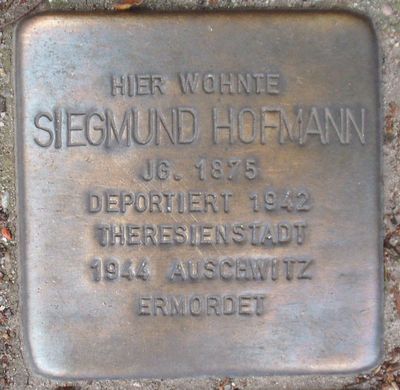 HIER WOHNTE
SIEGMUND HOFMANN
JG. 1875
DEPORTIERT 1942
THERESIENSTADT
1944 AUSCHWITZ
ERMORDET